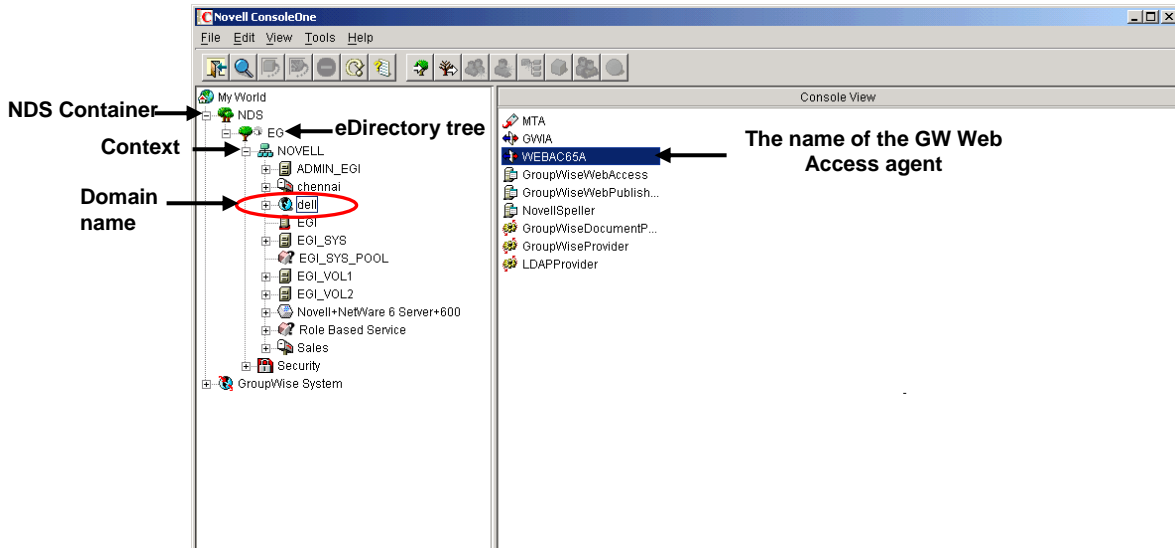 Novell ConsoleOne
File Edit View Tools Help
My World
NDS
EG
NOVELL
ADMIN_EGI
chennai
dell
EGI
EGI_SYS
EGI_SYS_POOL
EGI_VOL1
EGI_VOL2
Novell+NetWare 6 Server+600
Role Based Service
Sales
Security
GroupWise System
Console View
MTA
GWIA
WEBAC65A
GroupWiseWebAccess
GroupWiseWebPublish...
NovellSpeller
GroupWiseDocumentP...
GroupWiseProvider
LDAPProvider
NDS Container
eDirectory tree
Context
Domain
name
The name of the GW Web
Access agent